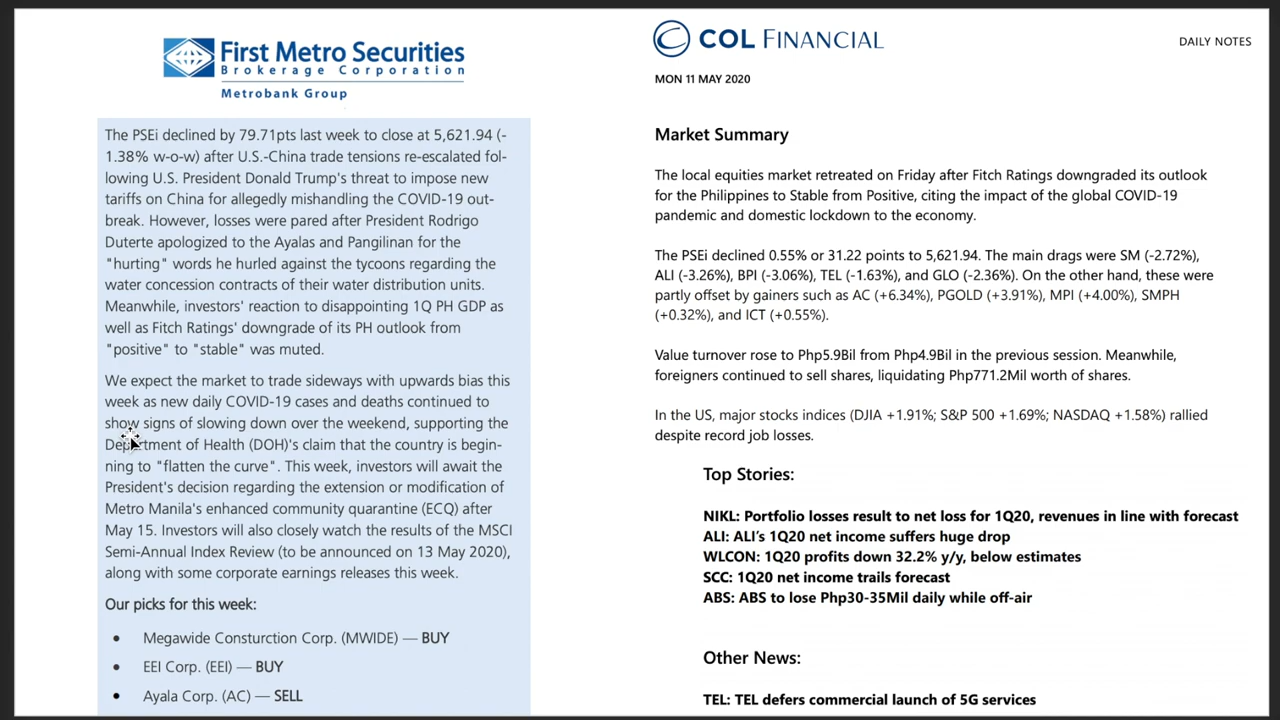 First Metro Securities
Brokerage Corporation
Metrobank Group
The PSEi declined by 79.71pts last week to close at 5,621.94 (-
1.38% w-o-w) after U.S.-China trade tensions re-escalated fol-
lowing U.S. President Donald Trump's threat to impose new
tariffs on China for allegedly mishandling the COVID-19 out-
break. However, losses were pared after President Rodrigo
Duterte apologized to the Ayalas and Pangilinan for the
"hurting" words he hurled against the tycoons regarding the
water concession contracts of their water distribution units.
Meanwhile, investors' reaction to disappointing 1Q PH GDP as
well as Fitch Ratings' downgrade of its PH outlook from
"positive" to "stable" was muted.
We expect the market to trade sideways with upwards bias this
week as new daily COVID-19 cases and deaths continued to
show signs of slowing down over the weekend, supporting the
Department of Health (DOH)'s claim that the country is begin-
ning to "flatten the curve". This week, investors will await the
President's decision regarding the extension or modification of
Metro Manila's enhanced community quarantine (ECQ) after
May 15. Investors will also closely watch the results of the MSCI
Semi-Annual Index Review (to be announced on 13 May 2020),
along with some corporate earnings releases this week.
Our picks for this week:
• Megawide Consturction Corp. (MWIDE) — BUY
• EEI Corp. (EEI) — BUY
• Ayala Corp. (AC) — SELL
COL FINANCIAL
DAILY NOTES
MON 11 MAY 2020
Market Summary
The local equities market retreated on Friday after Fitch Ratings downgraded its outlook
for the Philippines to Stable from Positive, citing the impact of the global COVID-19
pandemic and domestic lockdown to the economy.
The PSEi declined 0.55% or 31.22 points to 5,621.94. The main drags were SM (-2.72%),
ALI (-3.26%), BPI (-3.06%), TEL (-1.63%), and GLO (-2.36%). On the other hand, these were
partly offset by gainers such as AC (+6.34%), PGOLD (+3.91%), MPI (+4.00%), SMPH
(+0.32%), and ICT (+0.55%).
Value turnover rose to Php5.9Bil from Php4.9Bil in the previous session. Meanwhile,
foreigners continued to sell shares, liquidating Php771.2Mil worth of shares.
In the US, major stocks indices (DJIA +1.91%; S&P 500 +1.69%; NASDAQ +1.58%) rallied
despite record job losses.
Top Stories:
NIKL: Portfolio losses result to net loss for 1Q20, revenues in line with forecast
ALI: ALI's 1Q20 net income suffers huge drop
WLCON: 1Q20 profits down 32.2% y/y, below estimates
SCC: 1Q20 net income trails forecast
ABS: ABS to lose Php30-35Mil daily while off-air
Other News:
TEL: TEL defers commercial launch of 5G services